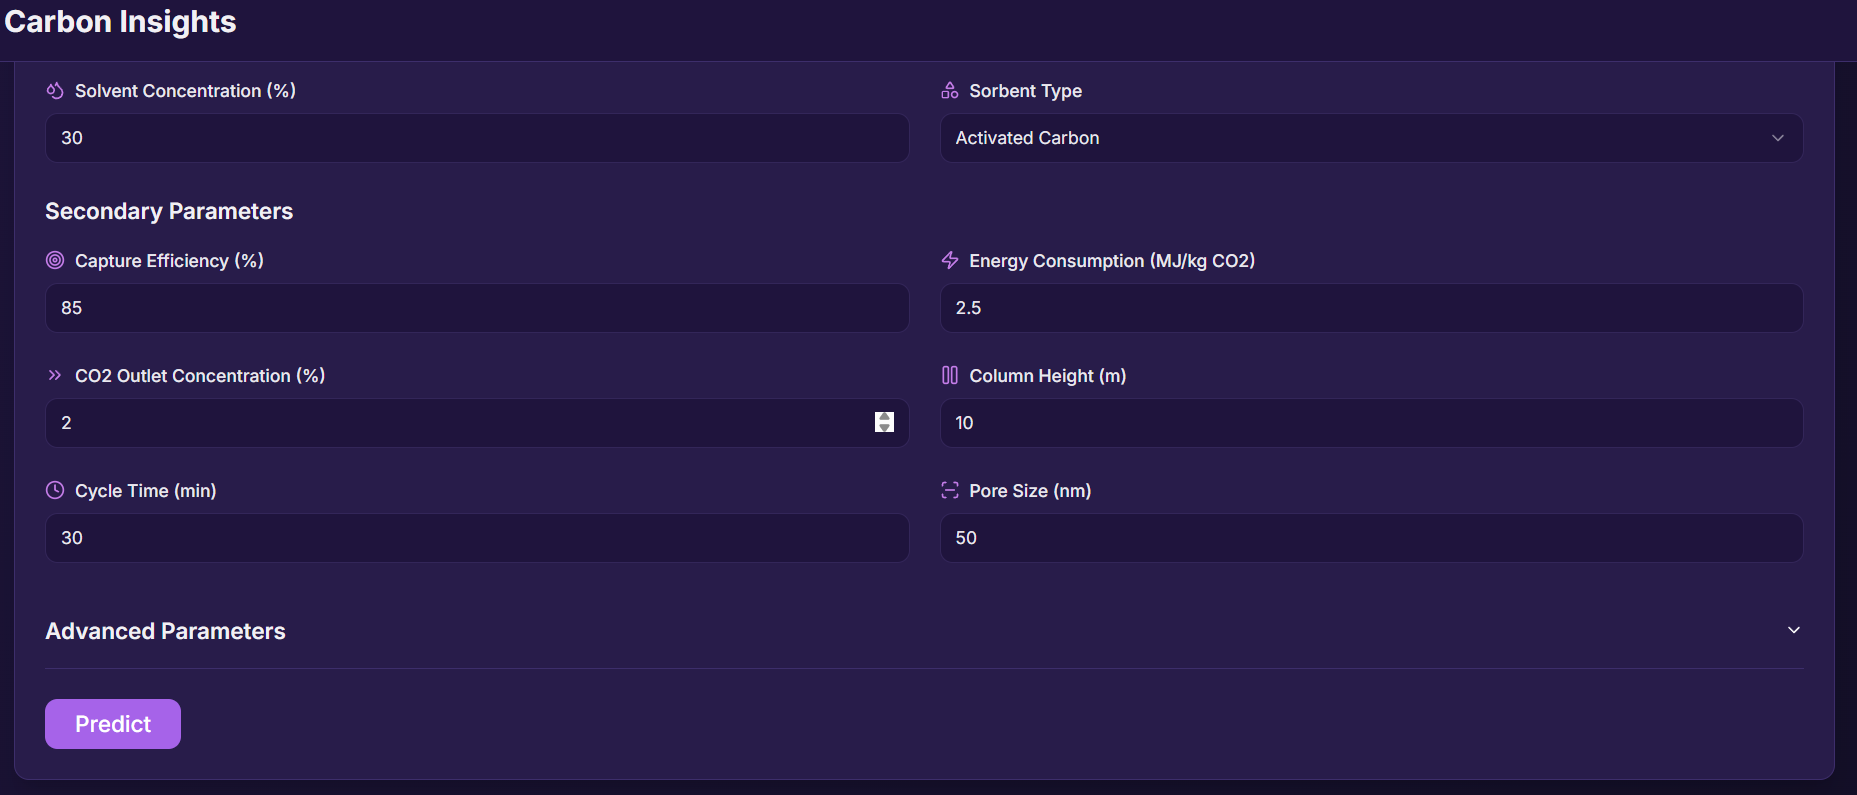 Carbon Insights
Solvent Concentration (%)
30
Sorbent Type
Activated Carbon
Secondary Parameters
Capture Efficiency (%)
85
Energy Consumption (MJ/kg CO2)
2.5
CO2 Outlet Concentration (%)
2
Column Height (m)
10
Cycle Time (min)
30
Pore Size (nm)
50
Advanced Parameters
Predict